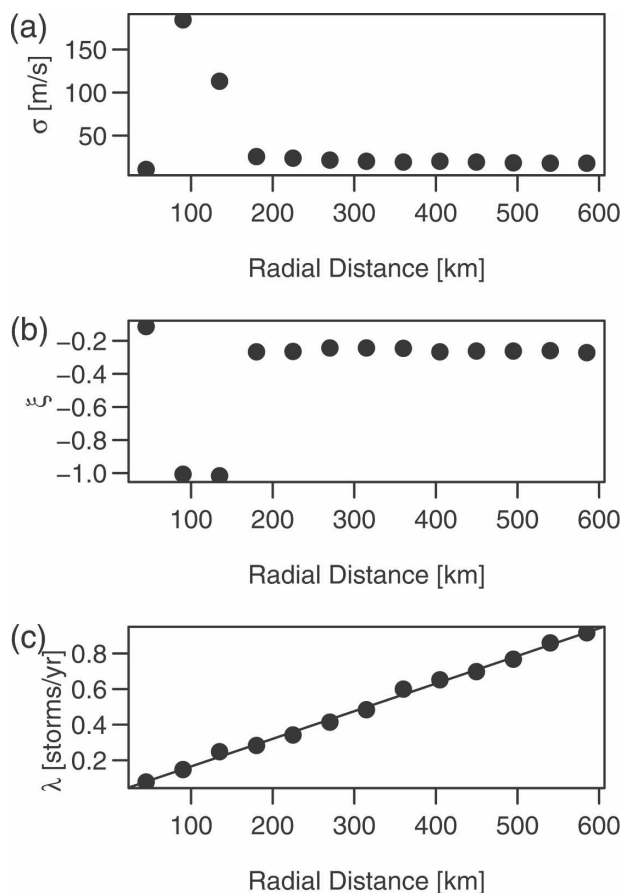 (a)
σ [m/s]
150
100
50
100 200 300 400 500 600
Radial Distance [km]
(b)
ξ
−0.2
−0.4
−0.6
−0.8
−1.0
100 200 300 400 500 600
Radial Distance [km]
(c)
λ [storms/yr]
0.8
0.6
0.4
0.2
100 200 300 400 500 600
Radial Distance [km]